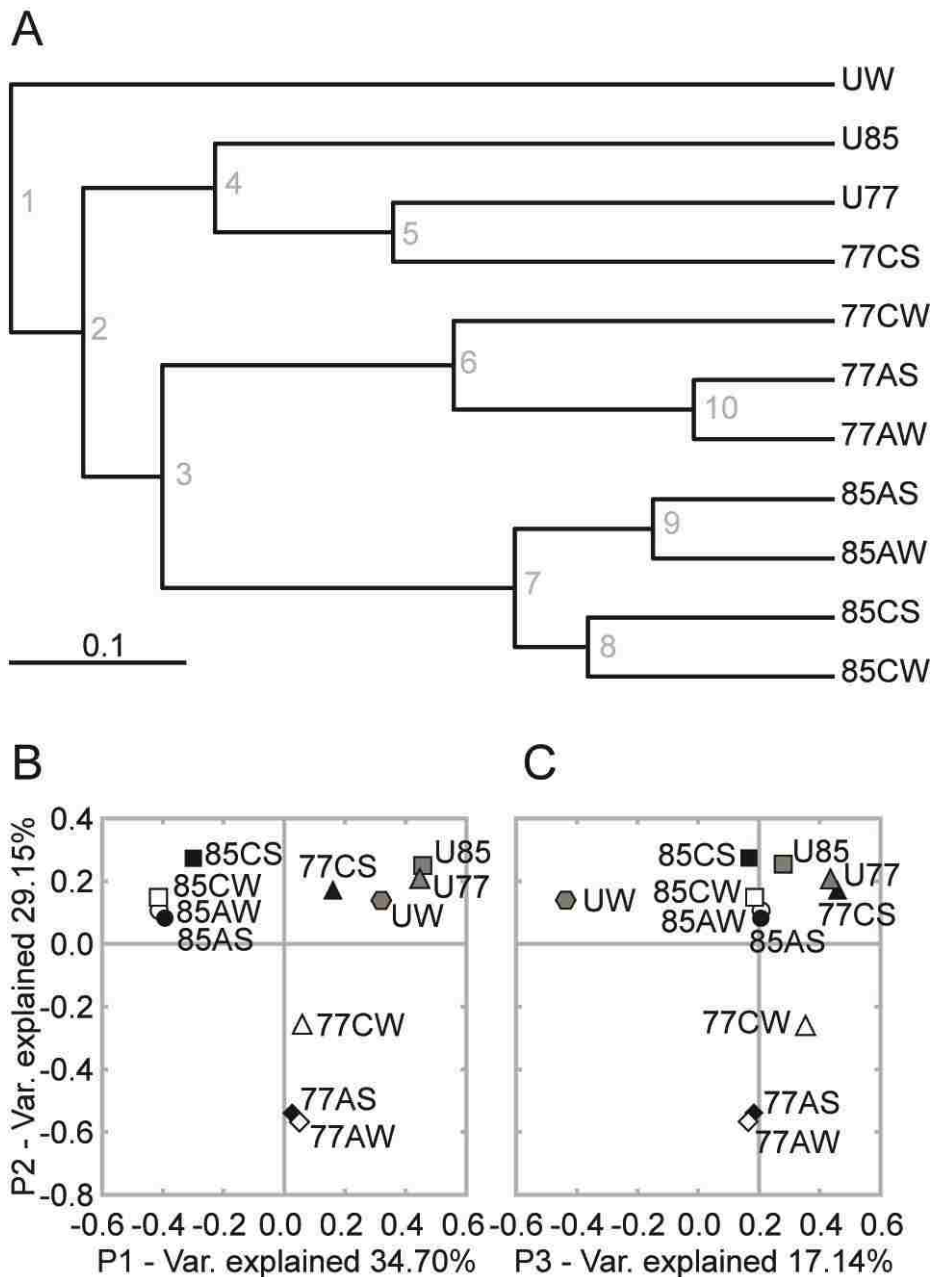 A
UW
U85
1
4
U77
5
77CS
77CW
2
6
77AS
10
77AW
3
85AS
9
85AW
7
85CS
0.1
8
85CW
B
C
P2 - Var. explained 29.15%
0.4
0.2
0.0
-0.2
-0.4
-0.6
-0.8
85CS
77CS
U85
85CW
U77
85AW
UW
85AS
77CW
77AS
77AW
-0.6 -0.4 -0.2 0.0 0.2 0.4 0.6
P1 - Var. explained 34.70%
85CS
U85
85CW
U77
UW
85AW
77CS
85AS
77CW
77AS
77AW
-0.6 -0.4 -0.2 0.0 0.2 0.4 0.6
P3 - Var. explained 17.14%